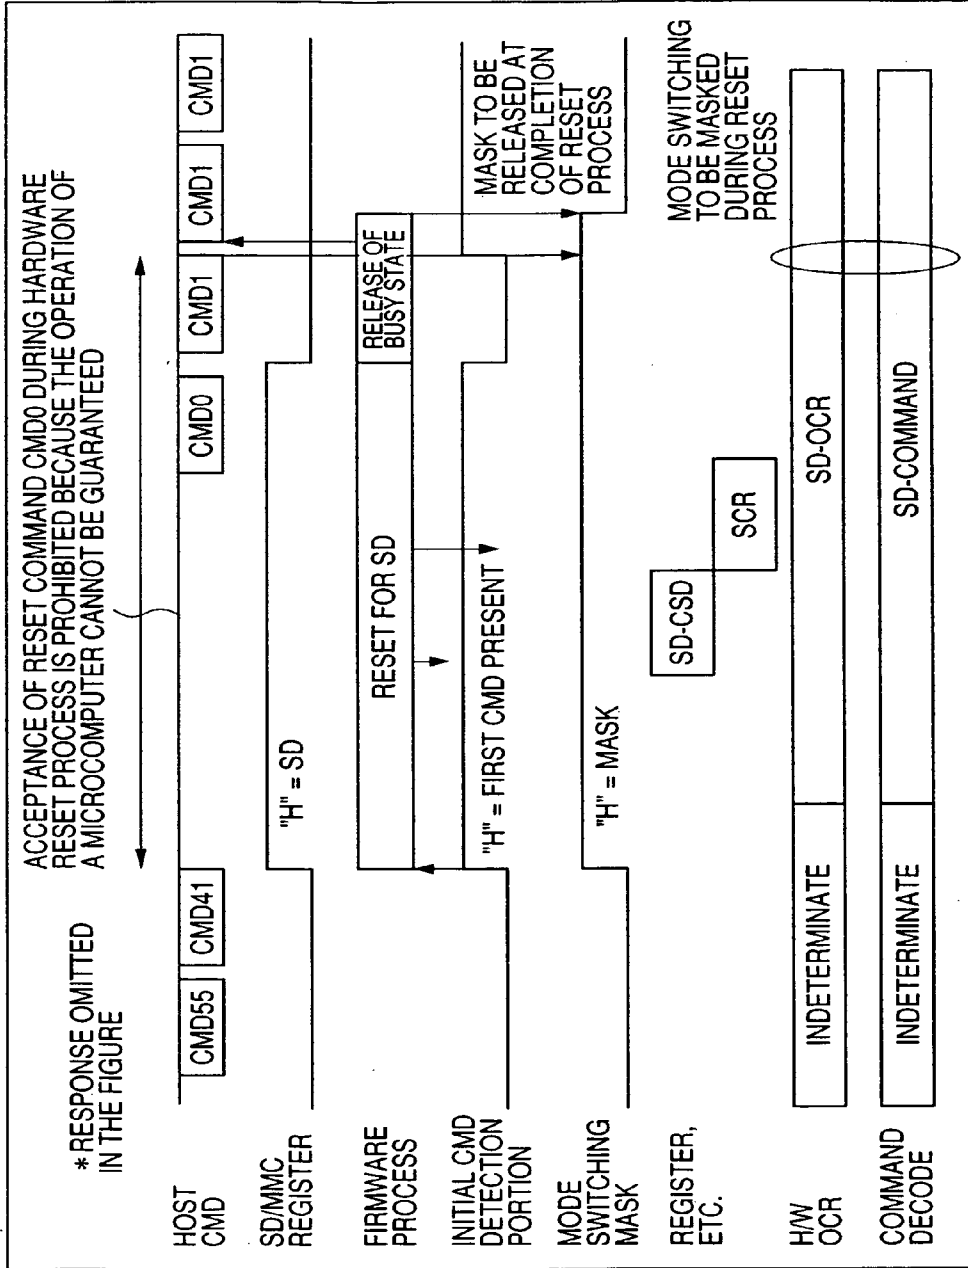 * RESPONSE OMITTED
IN THE FIGURE
ACCEPTANCE OF RESET COMMAND CMD0 DURING HARDWARE
RESET PROCESS IS PROHIBITED BECAUSE THE OPERATION OF
A MICROCOMPUTER CANNOT BE GUARANTEED
HOST
CMD
CMD55
CMD41
CMD0
CMD1
CMD1
CMD1
SD/MMC
REGISTER
"H" = SD
FIRMWARE
PROCESS
RESET FOR SD
RELEASE OF
BUSY STATE
INITIAL CMD
DETECTION
PORTION
"H" = FIRST CMD PRESENT
MASK TO BE
RELEASED AT
COMPLETION
OF RESET
PROCESS
MODE
SWITCHING
MASK
"H" = MASK
REGISTER,
ETC.
SD-CSD
SCR
MODE SWITCHING
TO BE MASKED
DURING RESET
PROCESS
H/W
OCR
INDETERMINATE
SD-OCR
COMMAND
DECODE
INDETERMINATE
SD-COMMAND